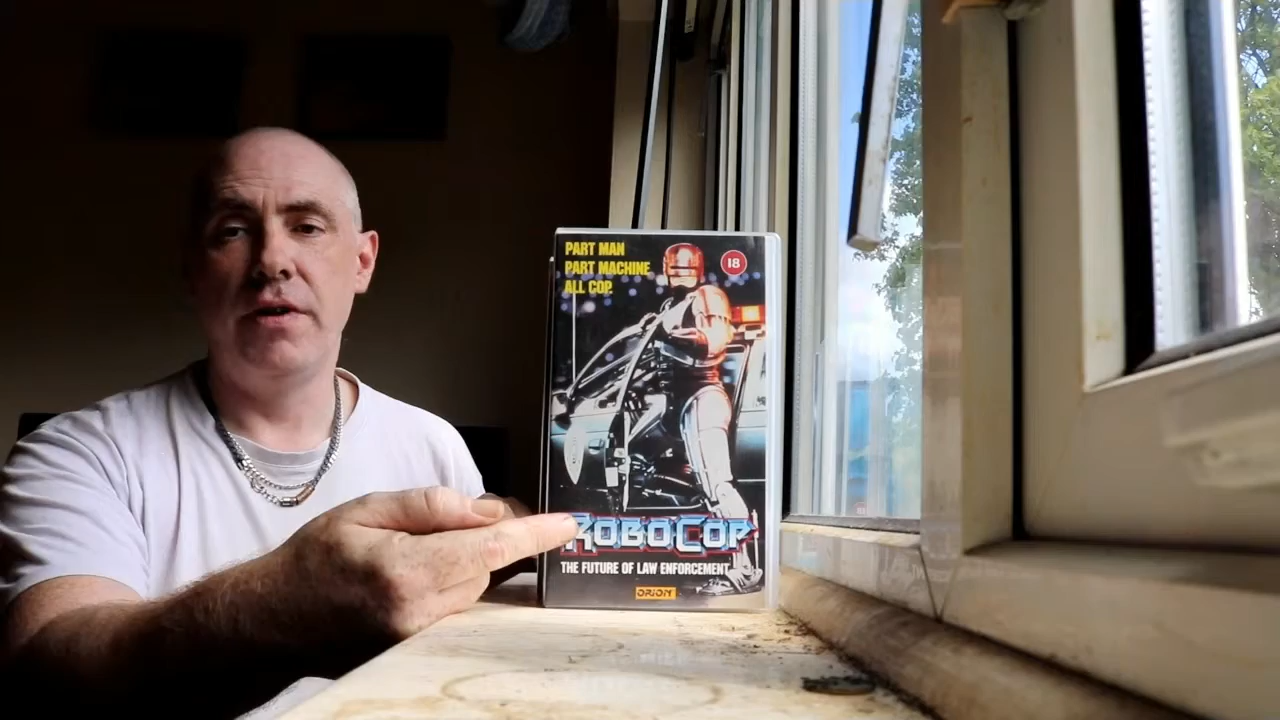 PART MAN
PART MACHINE
ALL COP.
18
ROBOCOP
THE FUTURE OF LAW ENFORCEMENT
ORION